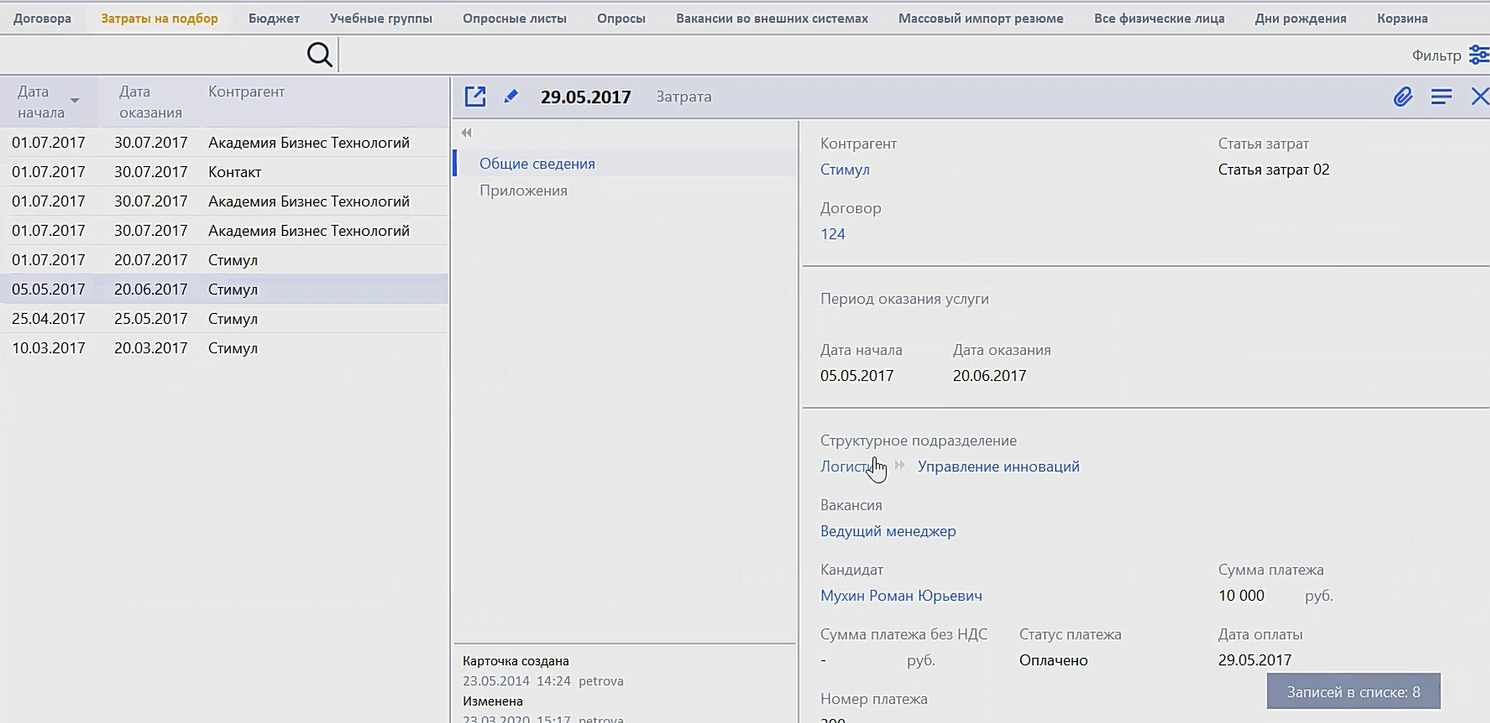 Договора Затраты на подбор Бюджет Учебные группы Опросные листы Опросы Вакансии во внешних системах Массовый импорт резюме Все физические лица Дни рождения Корзина
Фильтр
Дата начала Дата оказания Контрагент
01.07.2017 30.07.2017 Академия Бизнес Технологий
01.07.2017 30.07.2017 Контакт
01.07.2017 30.07.2017 Академия Бизнес Технологий
01.07.2017 30.07.2017 Академия Бизнес Технологий
01.07.2017 20.07.2017 Стимул
05.05.2017 20.06.2017 Стимул
25.04.2017 25.05.2017 Стимул
10.03.2017 20.03.2017 Стимул
29.05.2017 Затрата
Общие сведения
Приложения
Карточка создана
23.05.2014 14:24 petrova
Изменена
23.03.2020 15:17 petrova
Контрагент Статья затрат
Стимул Статья затрат 02
Договор
124
Период оказания услуги
Дата начала Дата оказания
05.05.2017 20.06.2017
Структурное подразделение
Управление инноваций
Вакансия
Ведущий менеджер
Кандидат Сумма платежа
Мухин Роман Юрьевич 10 000 руб.
Сумма платежа без НДС Статус платежа Дата оплаты
- руб. Оплачено 29.05.2017
Номер платежа
Записей в списке: 8